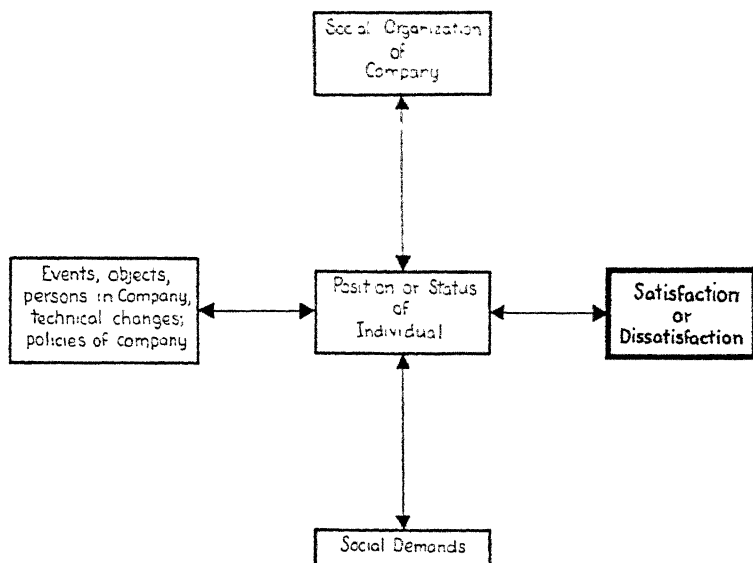 Social Organization
of
Company
Events, objects,
persons in Company,
technical changes;
policies of company
Position or Status
of
Individual
Satisfaction
or
Dissatisfaction
Social Demands